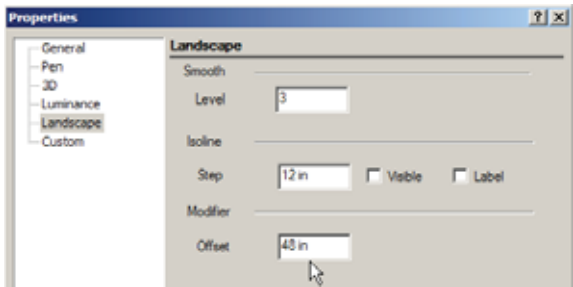 Properties
General
Pen
3D
Luminance
Landscape
Custom
Landscape
Smooth
Level 3
Isoline
Step 12 in Visible Label
Modifier
Offset 48 in